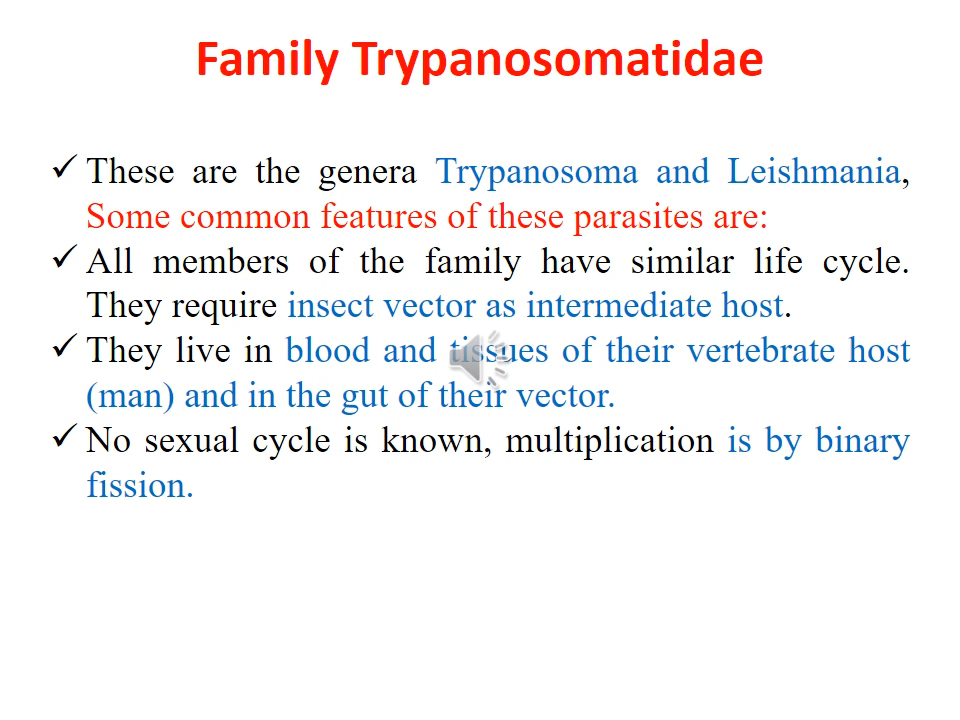 Family Trypanosomatidae
✓ These are the genera Trypanosoma and Leishmania,
Some common features of these parasites are:
✓ All members of the family have similar life cycle.
They require insect vector as intermediate host.
✓ They live in blood and tissues of their vertebrate host
(man) and in the gut of their vector.
✓ No sexual cycle is known, multiplication is by binary
fission.